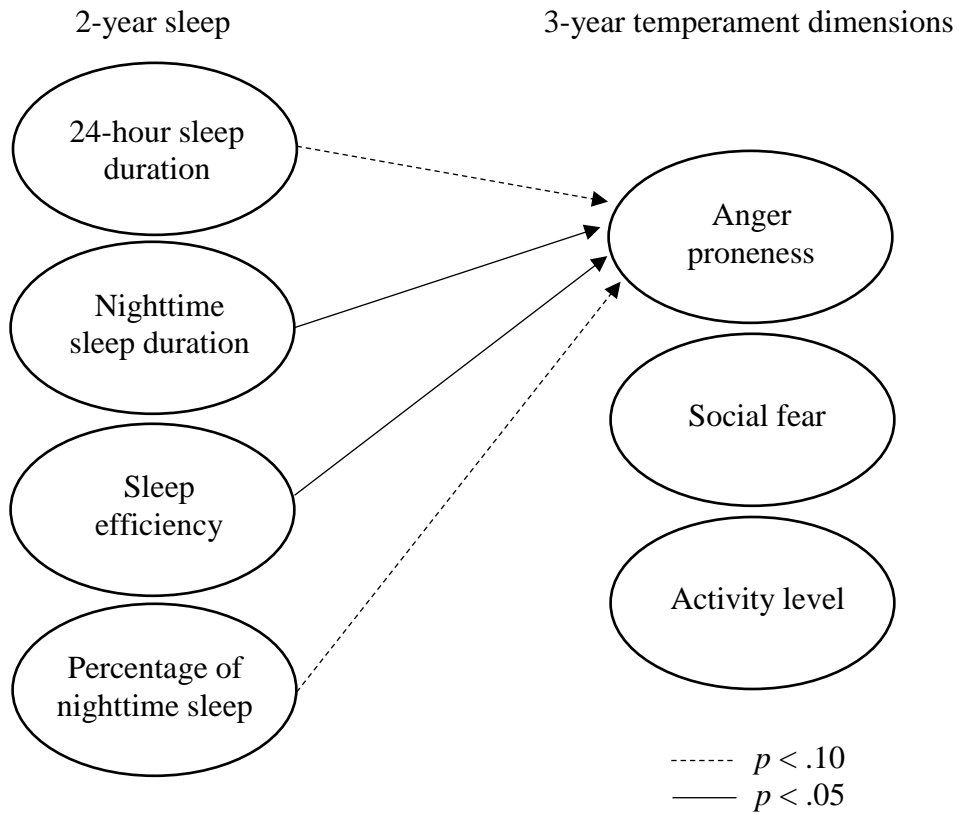 2-year sleep
3-year temperament dimensions
24-hour sleep
duration
Nighttime
sleep duration
Sleep
efficiency
Percentage of
nighttime sleep
Anger
proneness
Social fear
Activity level
p < .10
p < .05